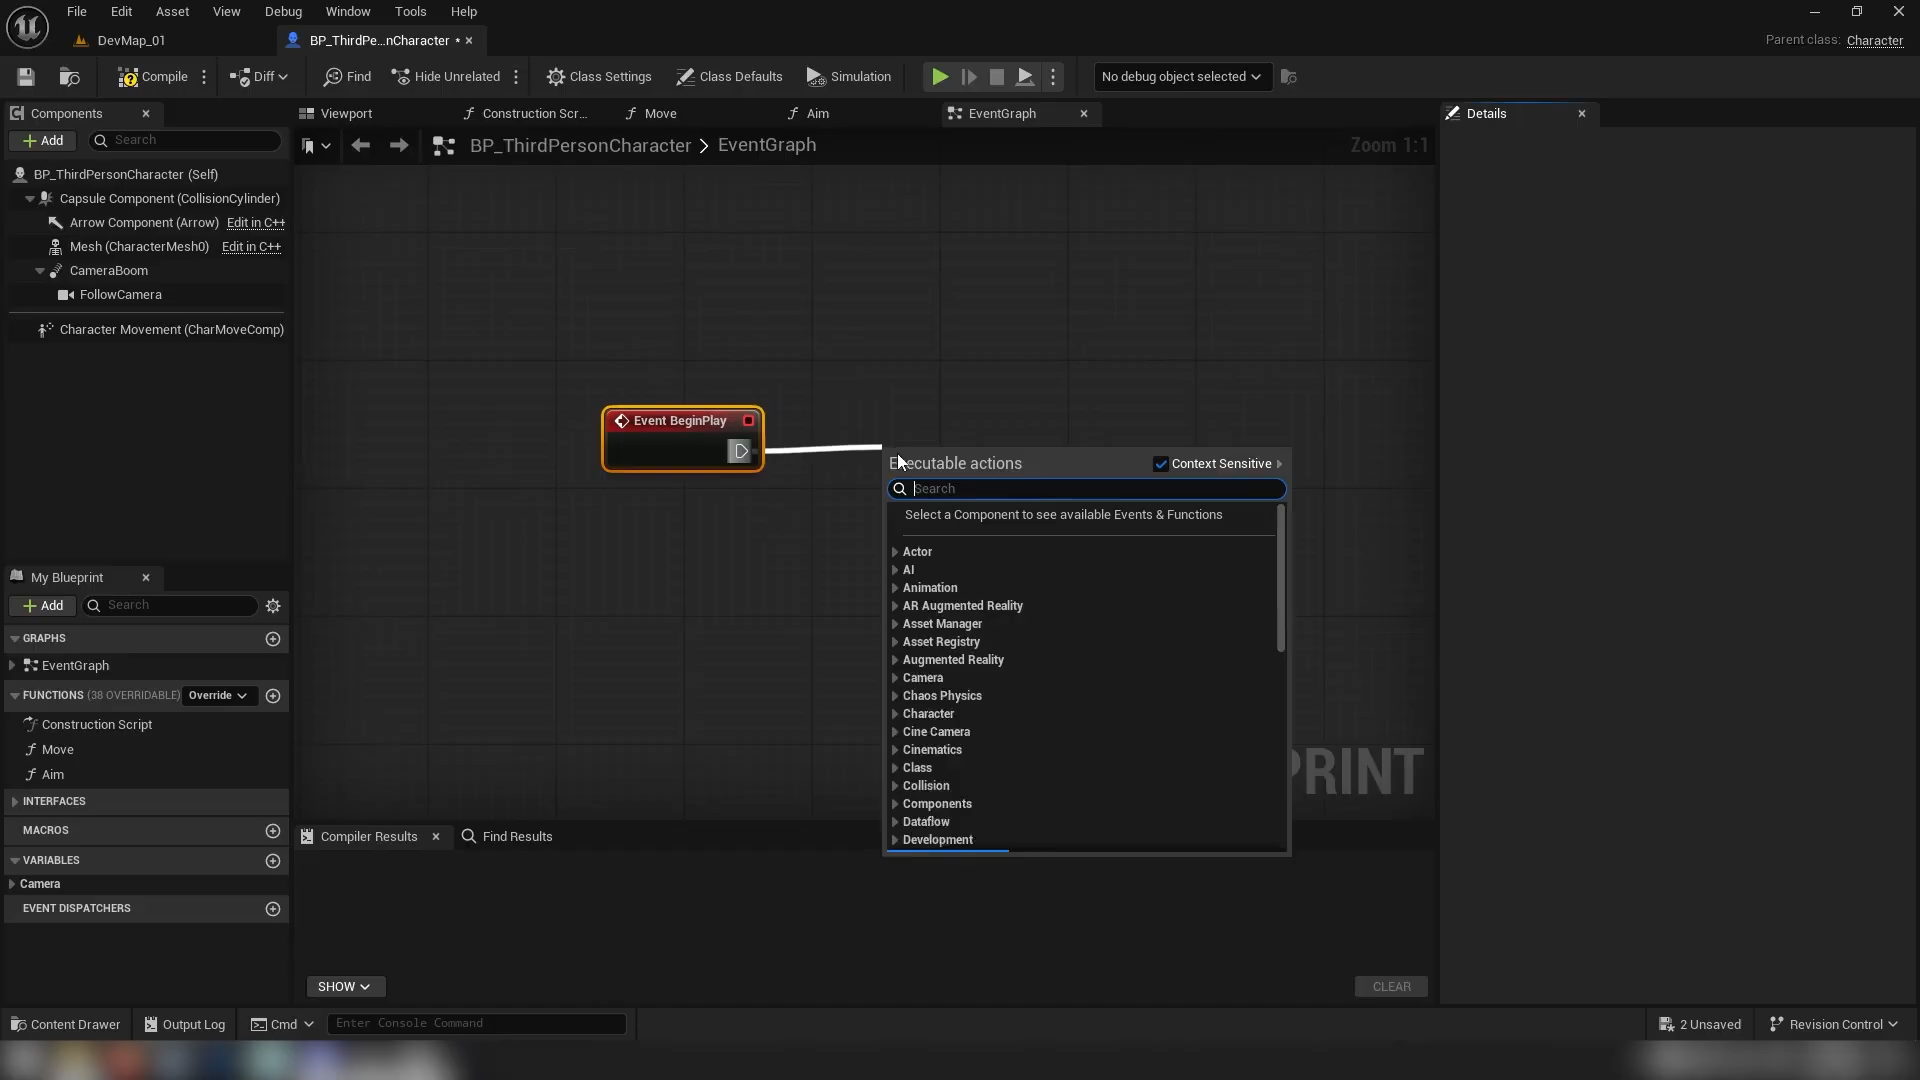 File Edit Asset View Debug Window Tools Help
DevMap_01
BP_ThirdPe...nCharacter •
Parent class: Character
Compile
Diff
Find
Hide Unrelated
Class Settings
Class Defaults
Simulation
No debug object selected
Components
Add
Search
BP_ThirdPersonCharacter (Self)
Capsule Component (CollisionCylinder)
Arrow Component (Arrow) Edit in C++
Mesh (CharacterMesh0) Edit in C++
CameraBoom
FollowCamera
Character Movement (CharMoveComp)
My Blueprint
Add
Search
GRAPHS
EventGraph
FUNCTIONS (38 OVERRIDABLE) Override
Construction Script
Move
Aim
INTERFACES
MACROS
VARIABLES
Camera
EVENT DISPATCHERS
Viewport
Construction Scr...
Move
Aim
EventGraph
BP_ThirdPersonCharacter > EventGraph
Zoom 1:1
Event BeginPlay
Executable actions
Context Sensitive
Search
Select a Component to see available Events & Functions
Actor
AI
Animation
AR Augmented Reality
Asset Manager
Asset Registry
Augmented Reality
Camera
Chaos Physics
Character
Cine Camera
Cinematics
Class
Collision
Components
Dataflow
Development
PRINT
Compiler Results
Find Results
SHOW
CLEAR
Details
Content Drawer
Output Log
Cmd
Enter Console Command
2 Unsaved
Revision Control